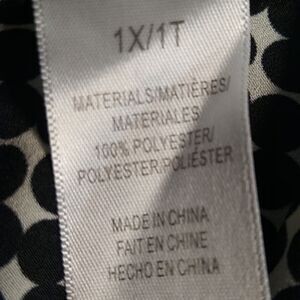 1X/1T
MATERIALS/MATIÈRES/
MATERIALES
100% POLYESTER/
POLYESTER/POLIÉSTER
MADE IN CHINA
FAIT EN CHINE
HECHO EN CHINA